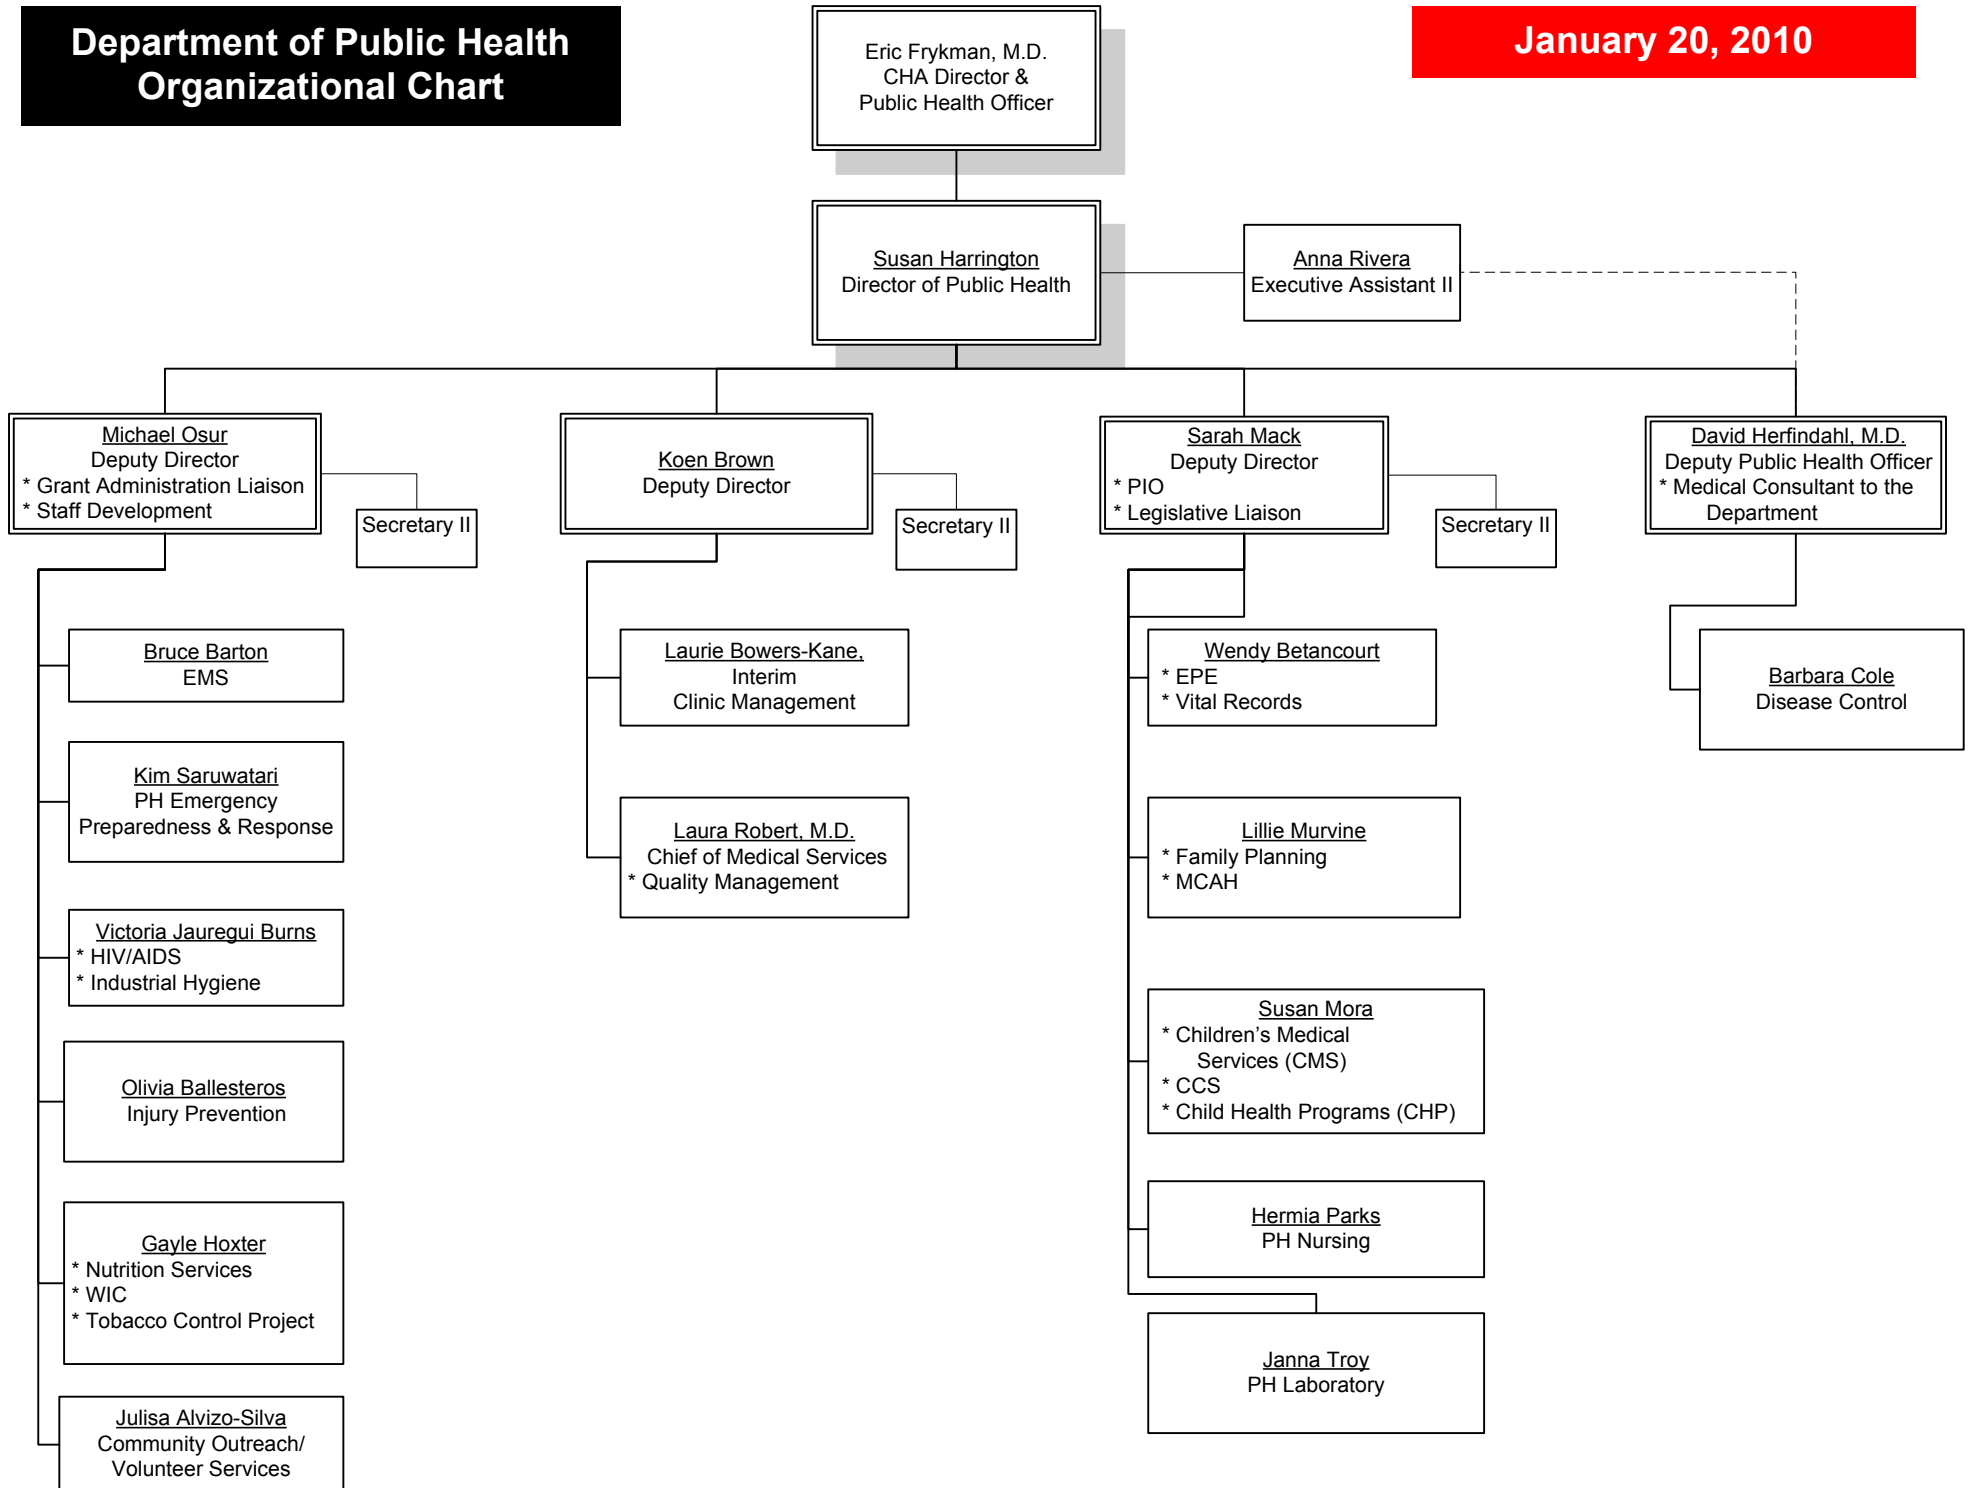 Department of Public Health
Organizational Chart
January 20, 2010
Eric Frykman, M.D.
CHA Director &
Public Health Officer
Susan Harrington
Director of Public Health
Anna Rivera
Executive Assistant II
Michael Osur
Deputy Director
* Grant Administration Liaison
* Staff Development
Secretary II
Koen Brown
Deputy Director
Secretary II
Sarah Mack
Deputy Director
* PIO
* Legislative Liaison
Secretary II
David Herfindahl, M.D.
Deputy Public Health Officer
* Medical Consultant to the
Department
Bruce Barton
EMS
Kim Saruwatari
PH Emergency
Preparedness & Response
Victoria Jauregui Burns
* HIV/AIDS
* Industrial Hygiene
Olivia Ballesteros
Injury Prevention
Gayle Hoxter
* Nutrition Services
* WIC
* Tobacco Control Project
Julisa Alvizo-Silva
Community Outreach/
Volunteer Services
Laurie Bowers-Kane,
Interim
Clinic Management
Laura Robert, M.D.
Chief of Medical Services
* Quality Management
Wendy Betancourt
* EPE
* Vital Records
Lillie Murvine
* Family Planning
* MCAH
Susan Mora
* Children’s Medical
Services (CMS)
* CCS
* Child Health Programs (CHP)
Hermia Parks
PH Nursing
Janna Troy
PH Laboratory
Barbara Cole
Disease Control